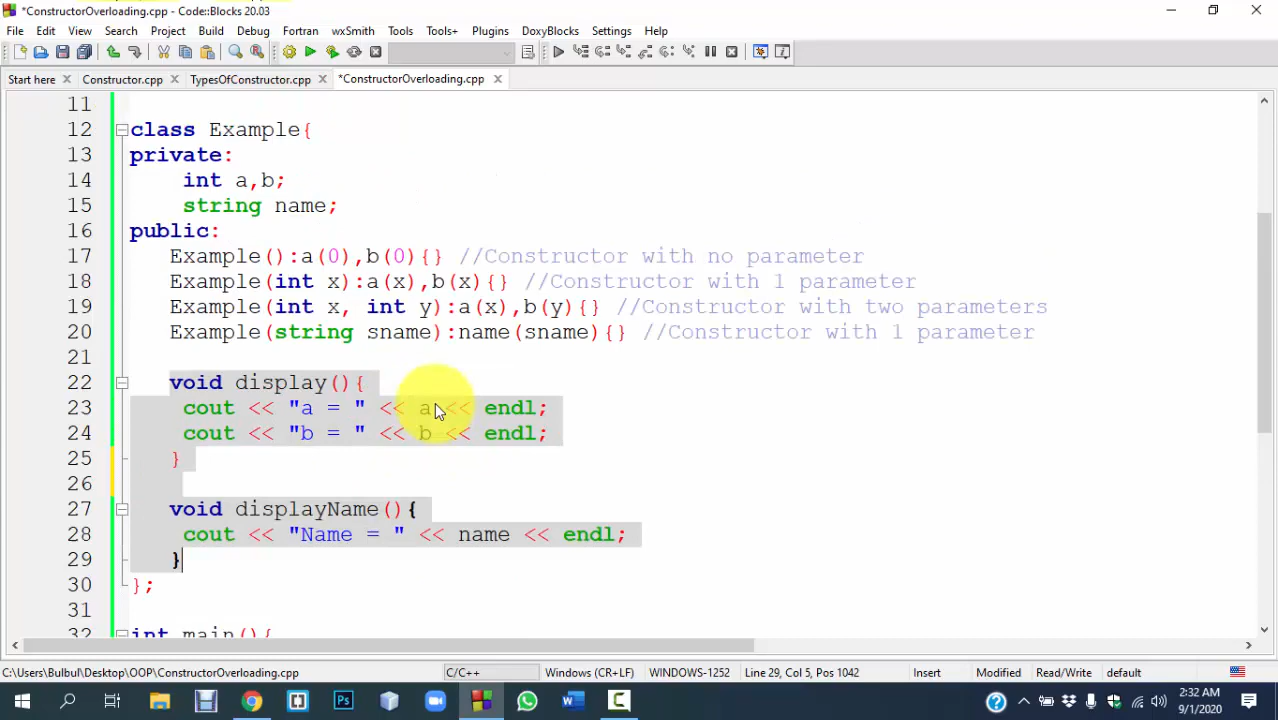 *ConstructorOverloading.cpp - Code::Blocks 20.03
File Edit View Search Project Build Debug Fortran wxSmith Tools Tools+ Plugins DoxyBlocks Settings Help
Start here Constructor.cpp TypesOfConstructor.cpp *ConstructorOverloading.cpp
11
12 class Example{
13 private:
14 int a,b;
15 string name;
16 public:
17 Example():a(0),b(0){} //Constructor with no parameter
18 Example(int x):a(x),b(x){} //Constructor with 1 parameter
19 Example(int x, int y):a(x),b(y){} //Constructor with two parameters
20 Example(string sname):name(sname){} //Constructor with 1 parameter
21
22 void display(){
23 cout << "a = " << a << endl;
24 cout << "b = " << b << endl;
25 }
26
27 void displayName(){
28 cout << "Name = " << name << endl;
29 }
30 };
31
32 int main(){
C:\Users\Bulbul\Desktop\OOP\ConstructorOverloading.cpp C/C++ Windows (CR+LF) WINDOWS-1252 Line 29, Col 5, Pos 1042 Insert Modified Read/Write default
2:32 AM
9/1/2020